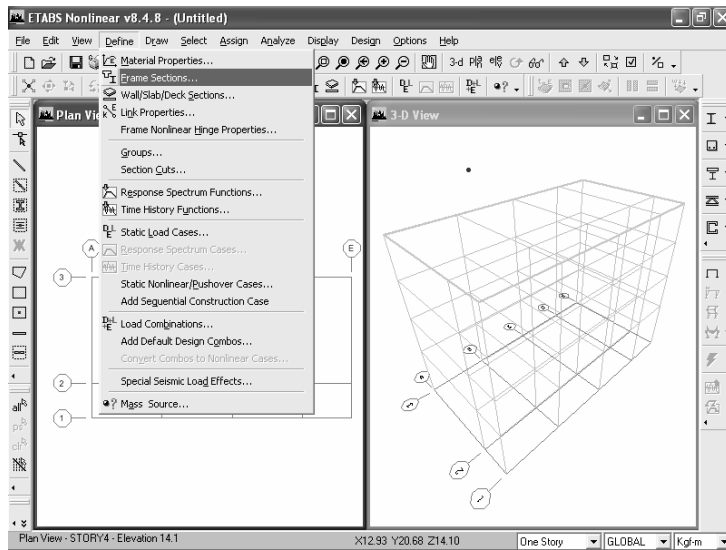 ETABS Nonlinear v8.4.8 - (Untitled)
File Edit View Define Draw Select Assign Analyze Display Design Options Help
3-d
Material Properties...
Frame Sections...
Wall/Slab/Deck Sections...
Link Properties...
Frame Nonlinear Hinge Properties...
Groups...
Section Cuts...
Response Spectrum Functions...
Time History Functions...
Static Load Cases...
Response Spectrum Cases...
Time History Cases...
Static Nonlinear/Pushover Cases...
Add Sequential Construction Case
Load Combinations...
Add Default Design Combos...
Convert Combos to Nonlinear Cases...
Special Seismic Load Effects...
Mass Source...
Plan Vie
A
E
3
2
1
3-D View
all
ps
clr
Plan View - STORY4 - Elevation 14.1
X12.93 Y20.68 Z14.10
One Story
GLOBAL
Kgf-m